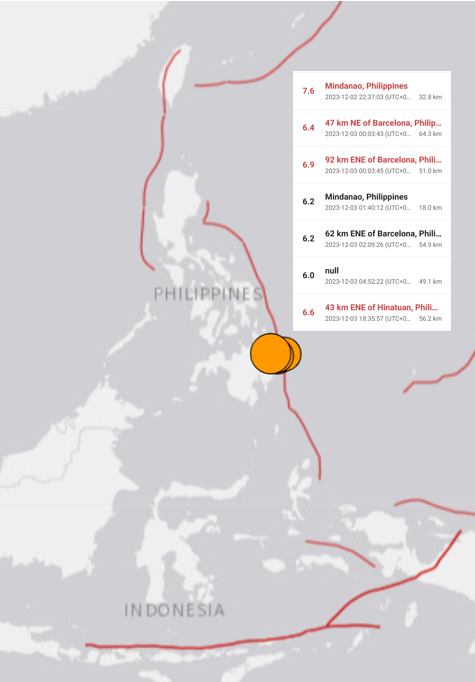 7.6 Mindanao, Philippines
2023-12-02 22:37:03 (UTC+0... 32.8 km
6.4 47 km NE of Barcelona, Philip...
2023-12-03 00:03:43 (UTC+0... 64.3 km
6.9 92 km ENE of Barcelona, Phili...
2023-12-03 00:03:45 (UTC+0... 51.0 km
6.2 Mindanao, Philippines
2023-12-03 01:40:12 (UTC+0... 18.0 km
6.2 62 km ENE of Barcelona, Phili...
2023-12-03 02:09:26 (UTC+0... 54.9 km
6.0 null
2023-12-03 04:52:22 (UTC+0... 49.1 km
6.6 43 km ENE of Hinatuan, Phili...
2023-12-03 18:35:57 (UTC+0... 56.2 km
PHILIPPINES
INDONESIA